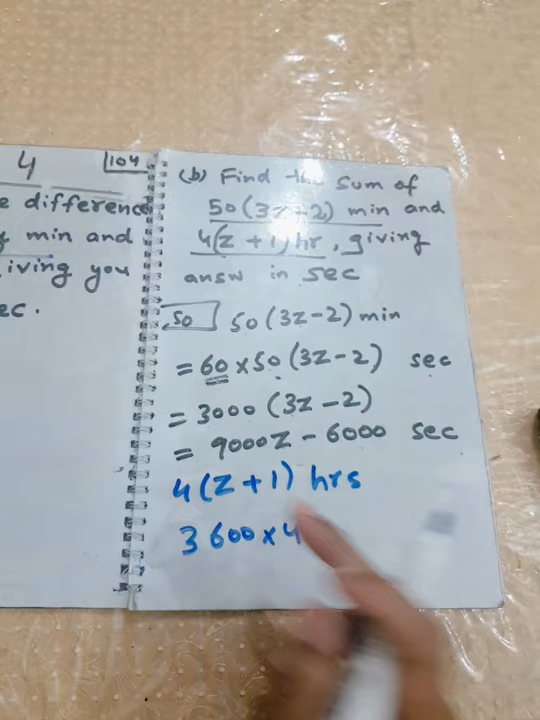 4
104
e difference
min and
iving you
ec.
(b) Find the sum of
50(3z-2) min and
4(z+1)hr, giving
answ in sec
So 50(3z-2) min
= 60×50(3z-2) sec
= 3000 (3z-2)
= 9000z - 6000 sec
4(z+1) hrs
3600×4